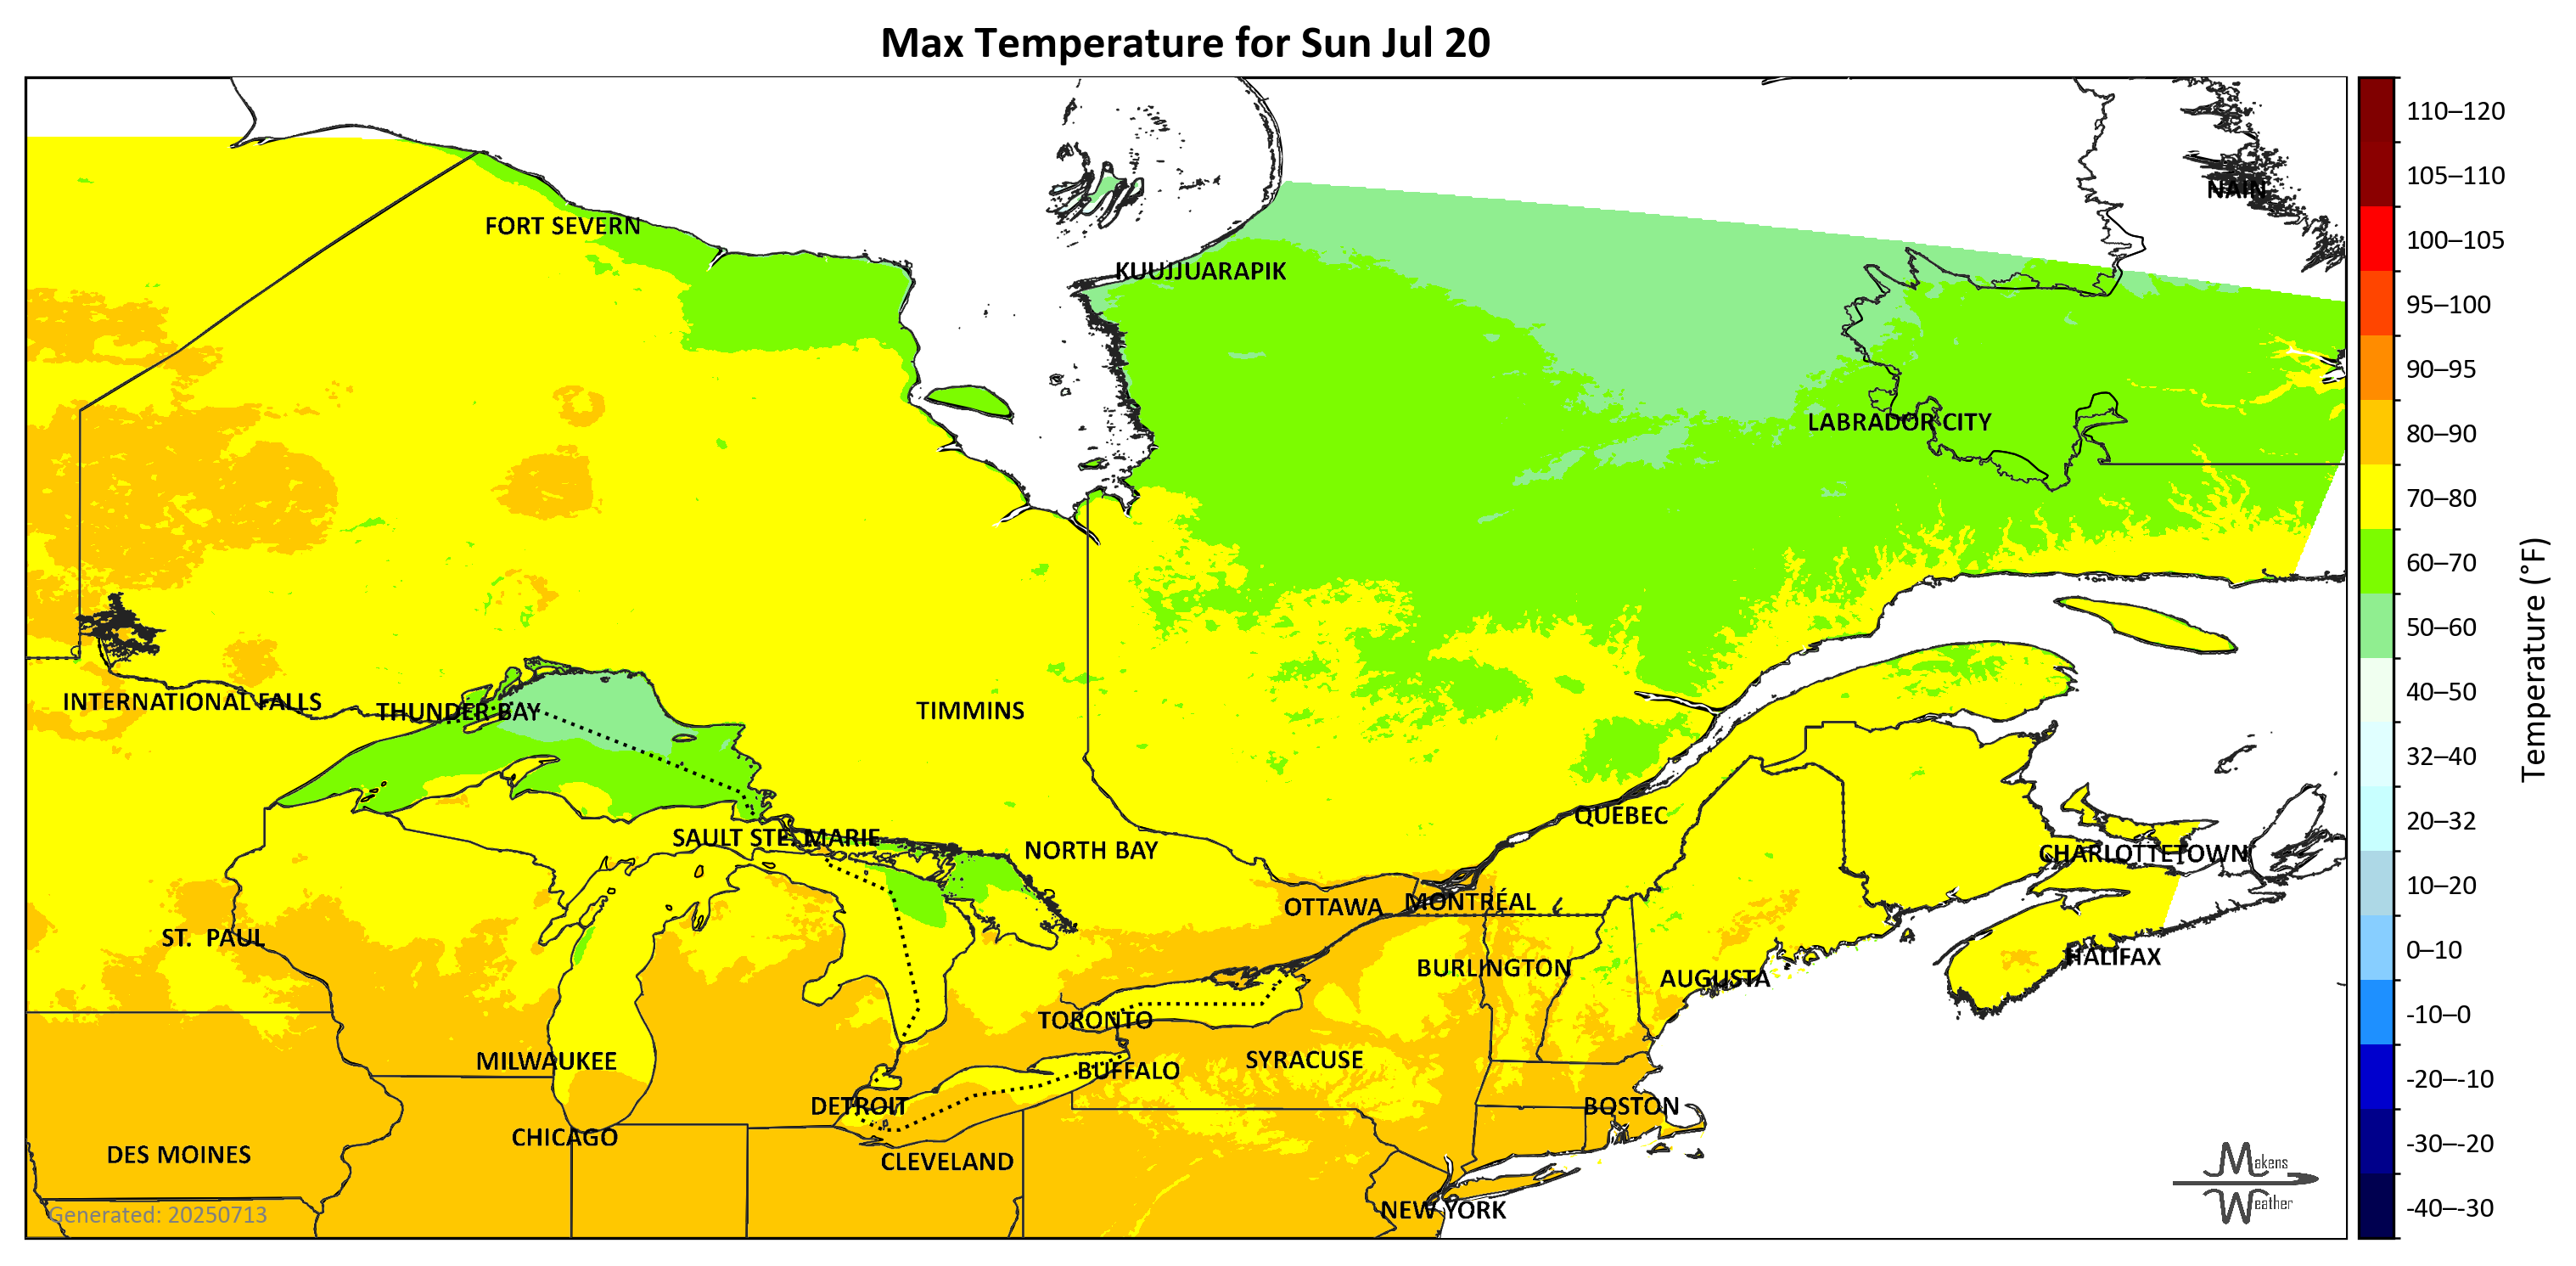 Max Temperature for Sun Jul 20
NAIN
FORT SEVERN
KUUJJUARAPIK
LABRADOR CITY
INTERNATIONAL FALLS
THUNDER BAY
TIMMINS
QUÉBEC
SAULT STE. MARIE
NORTH BAY
CHARLOTTETOWN
OTTAWA
MONTRÉAL
ST. PAUL
HALIFAX
BURLINGTON
AUGUSTA
TORONTO
MILWAUKEE
SYRACUSE
BUFFALO
DETROIT
BOSTON
CHICAGO
DES MOINES
CLEVELAND
NEW YORK
Generated: 20250713
Makens
Weather
110–120
105–110
100–105
95–100
90–95
80–90
70–80
60–70
50–60
40–50
32–40
20–32
10–20
0–10
-10–0
-20–-10
-30–-20
-40–-30
Temperature (°F)